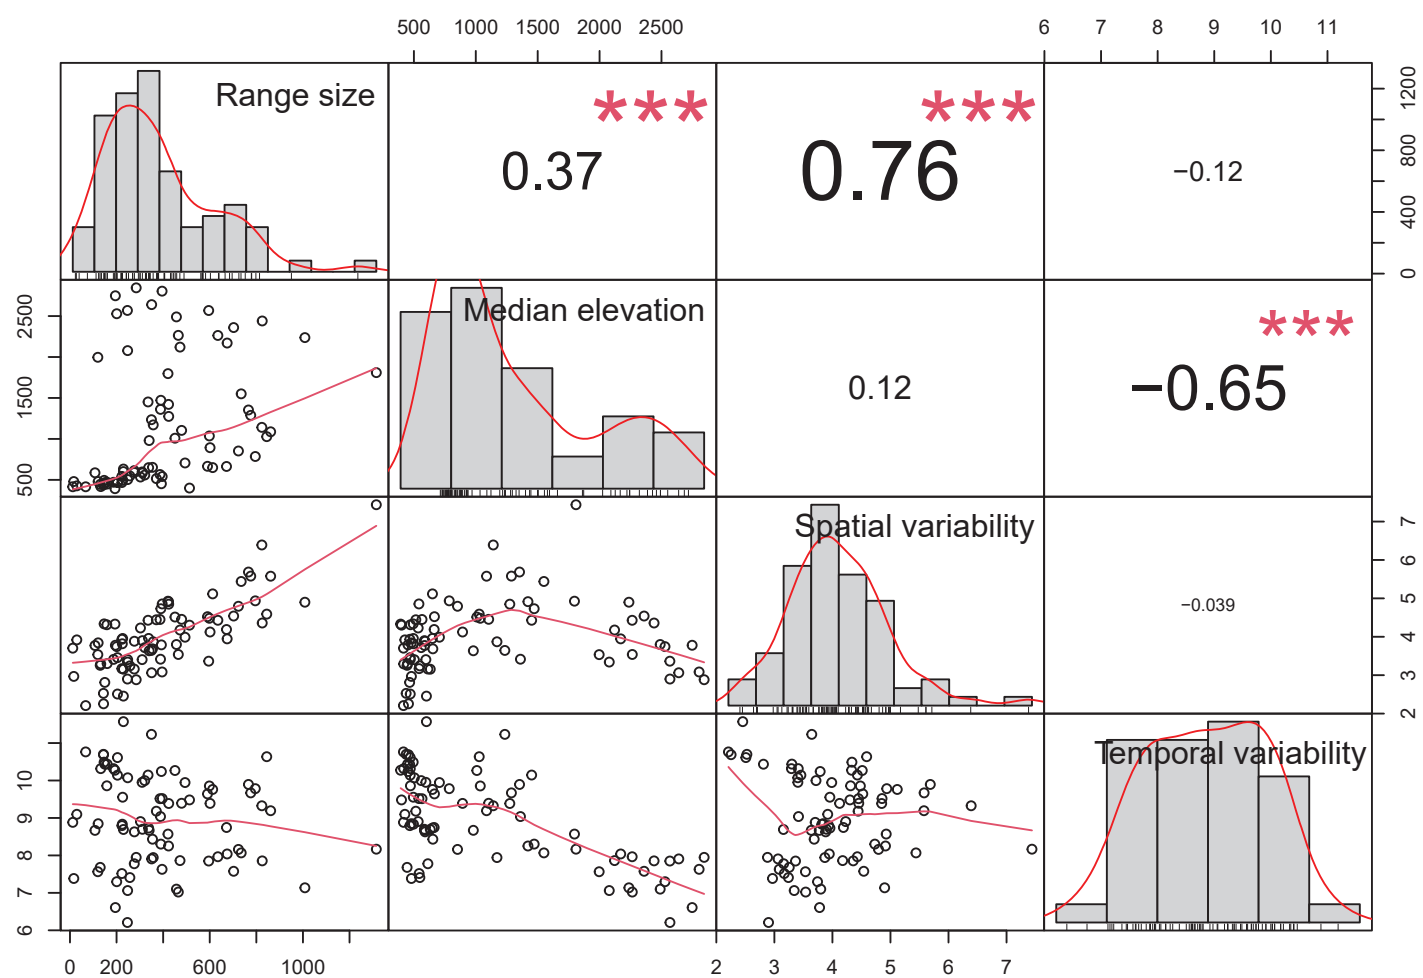 500 1000 1500 2000 2500 6 7 8 9 10 11
Range size
***
0.37
***
0.76
−0.12
0 400 800 1200
500 1500 2500
Median elevation
0.12
***
−0.65
Spatial variability
−0.039
2 3 4 5 6 7
6 7 8 9 10
Temporal variability
0 200 600 1000 2 3 4 5 6 7